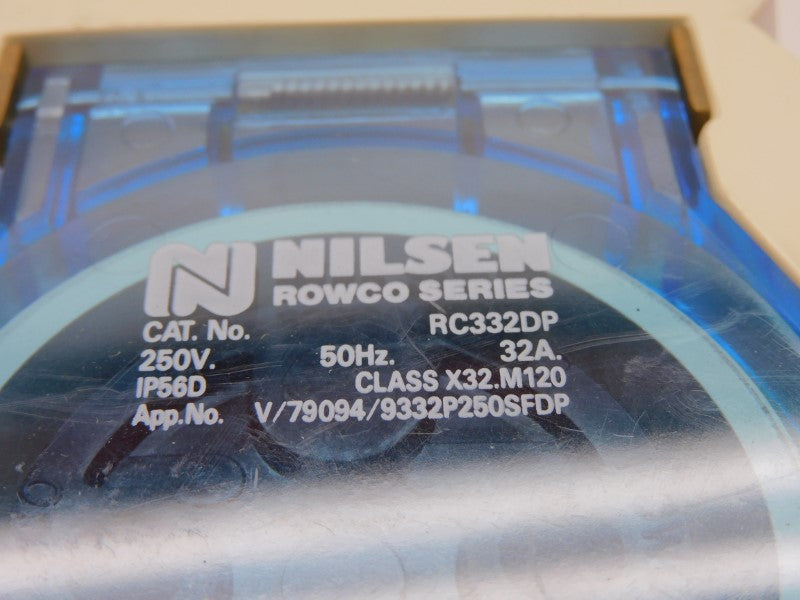 N NILSEN
ROWCO SERIES
CAT. No. RC332DP
250V. 50Hz. 32A.
IP56D CLASS X32.M120
App.No. V/79094/9332P250SFDP